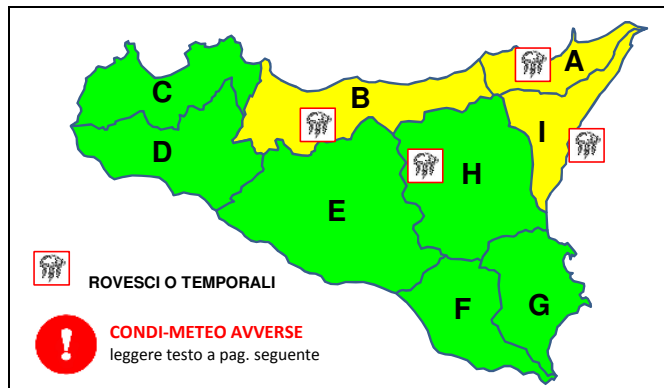 A
B
C
I
D
H
E
ROVESCI O TEMPORALI
F
G
CONDI-METEO AVVERSE
leggere testo a pag. seguente